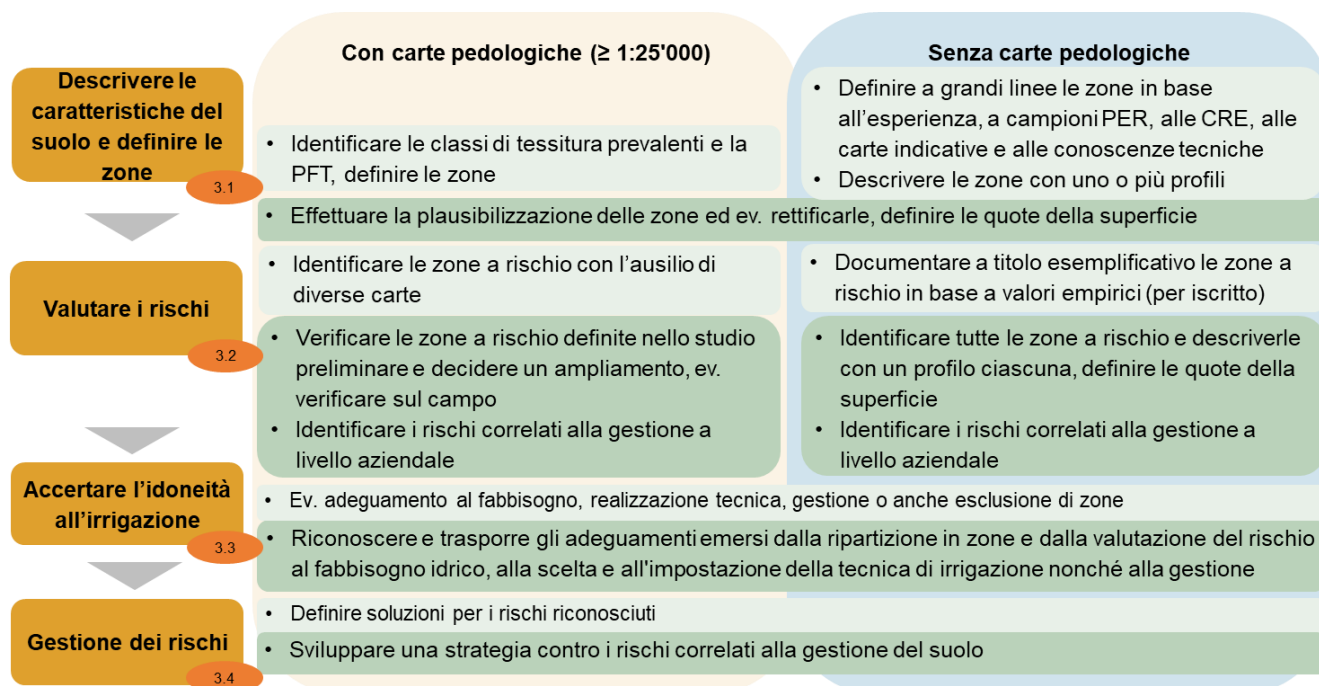 Con carte pedologiche (≥ 1:25'000)
Senza carte pedologiche
Descrivere le
caratteristiche del
suolo e definire le
zone
3.1
• Identificare le classi di tessitura prevalenti e la
PFT, definire le zone
• Definire a grandi linee le zone in base
all'esperienza, a campioni PER, alle CRE, alle
carte indicative e alle conoscenze tecniche
• Descrivere le zone con uno o più profili
• Effettuare la plausibilizzazione delle zone ed ev. rettificarle, definire le quote della superficie
Valutare i rischi
3.2
• Identificare le zone a rischio con l'ausilio di
diverse carte
• Documentare a titolo esemplificativo le zone a
rischio in base a valori empirici (per iscritto)
• Verificare le zone a rischio definite nello studio
preliminare e decidere un ampliamento, ev.
verificare sul campo
• Identificare i rischi correlati alla gestione a
livello aziendale
• Identificare tutte le zone a rischio e descriverle
con un profilo ciascuna, definire le quote della
superficie
• Identificare i rischi correlati alla gestione a
livello aziendale
Accertare l'idoneità
all'irrigazione
3.3
• Ev. adeguamento al fabbisogno, realizzazione tecnica, gestione o anche esclusione di zone
• Riconoscere e trasporre gli adeguamenti emersi dalla ripartizione in zone e dalla valutazione del rischio
al fabbisogno idrico, alla scelta e all'impostazione della tecnica di irrigazione nonché alla gestione
Gestione dei rischi
3.4
• Definire soluzioni per i rischi riconosciuti
• Sviluppare una strategia contro i rischi correlati alla gestione del suolo